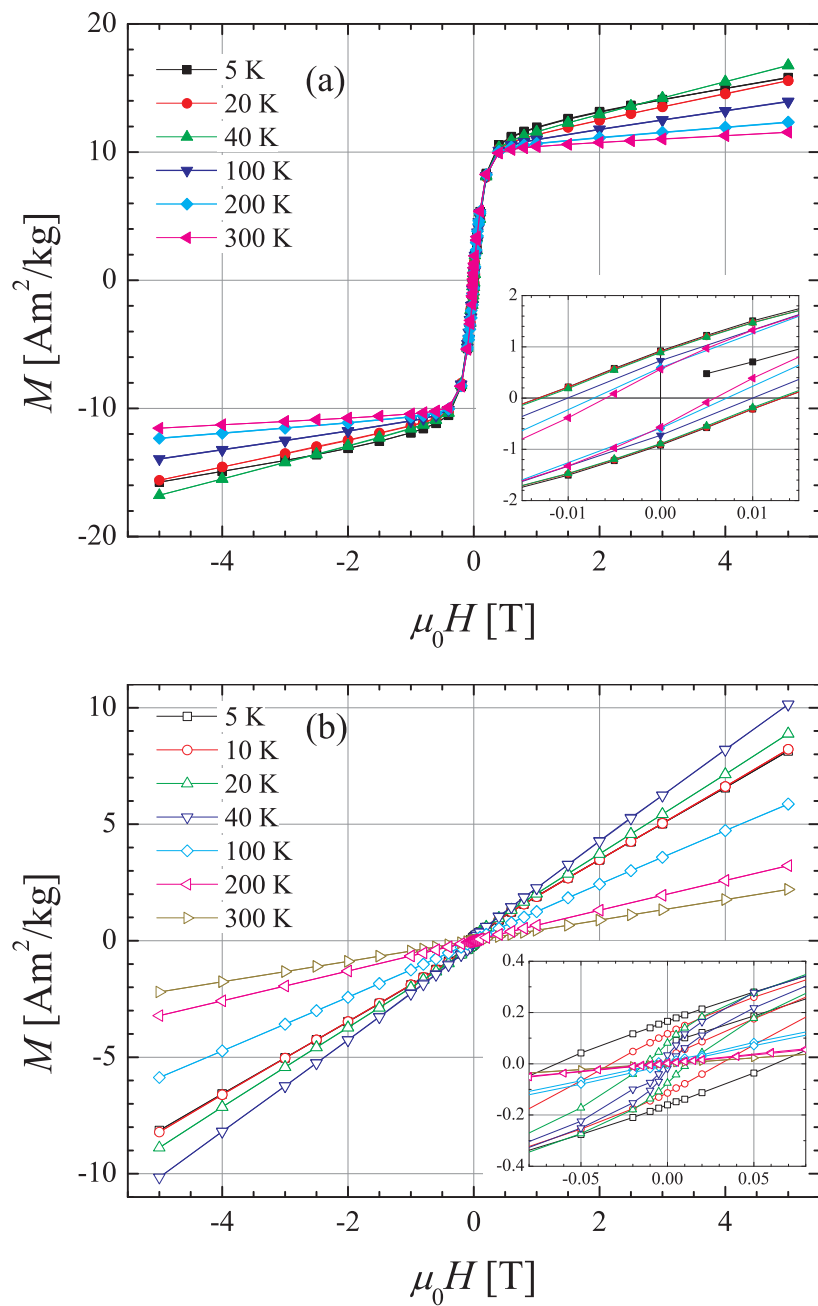 20
10
0
-10
-20
M [Am²/kg]
5 K
20 K
40 K
100 K
200 K
300 K
(a)
2
1
0
-1
-2
-0.01 0.00 0.01
-4 -2 0 2 4
μ₀H [T]
10
5
0
-5
-10
M [Am²/kg]
5 K
10 K
20 K
40 K
100 K
200 K
300 K
(b)
0.4
0.2
0.0
-0.2
-0.4
-0.05 0.00 0.05
-4 -2 0 2 4
μ₀H [T]